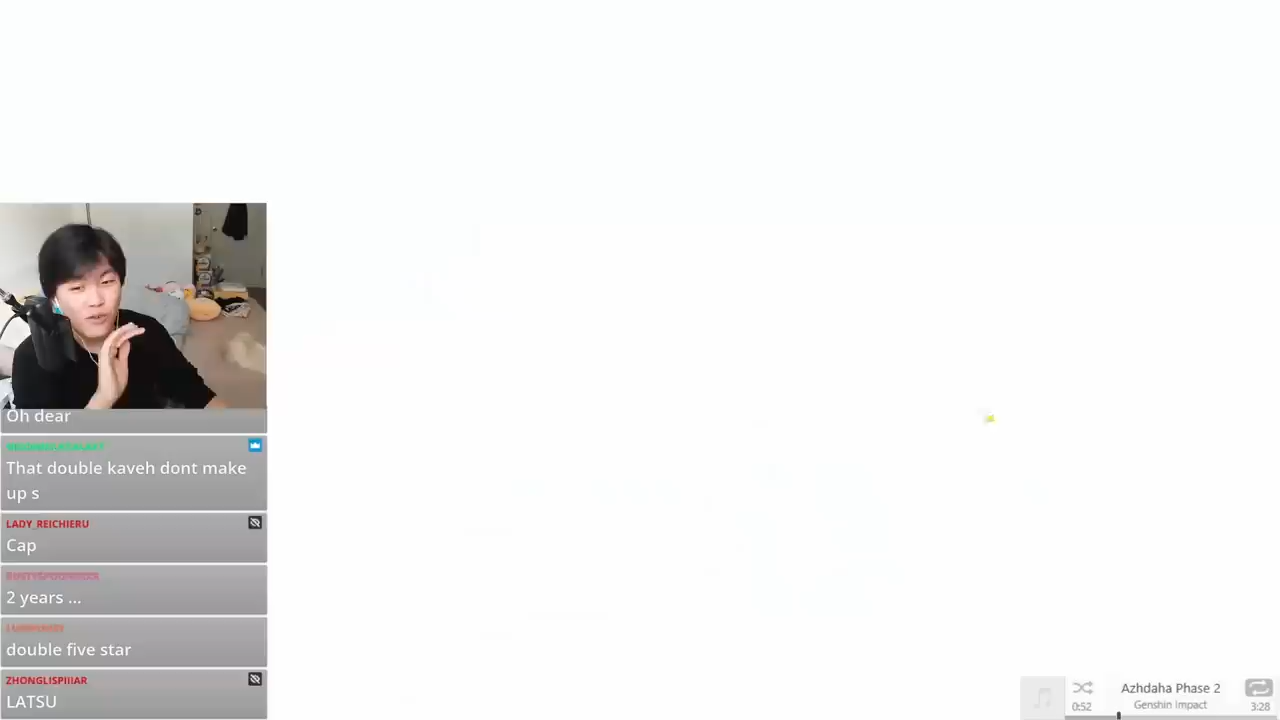 Oh dear
That double kaveh dont make
up s
LADY_REICHIERU
Cap
2 years ...
double five star
ZHONGLISPIIIAR
LATSU
Azhdaha Phase 2
0:52
Genshin Impact
3:28